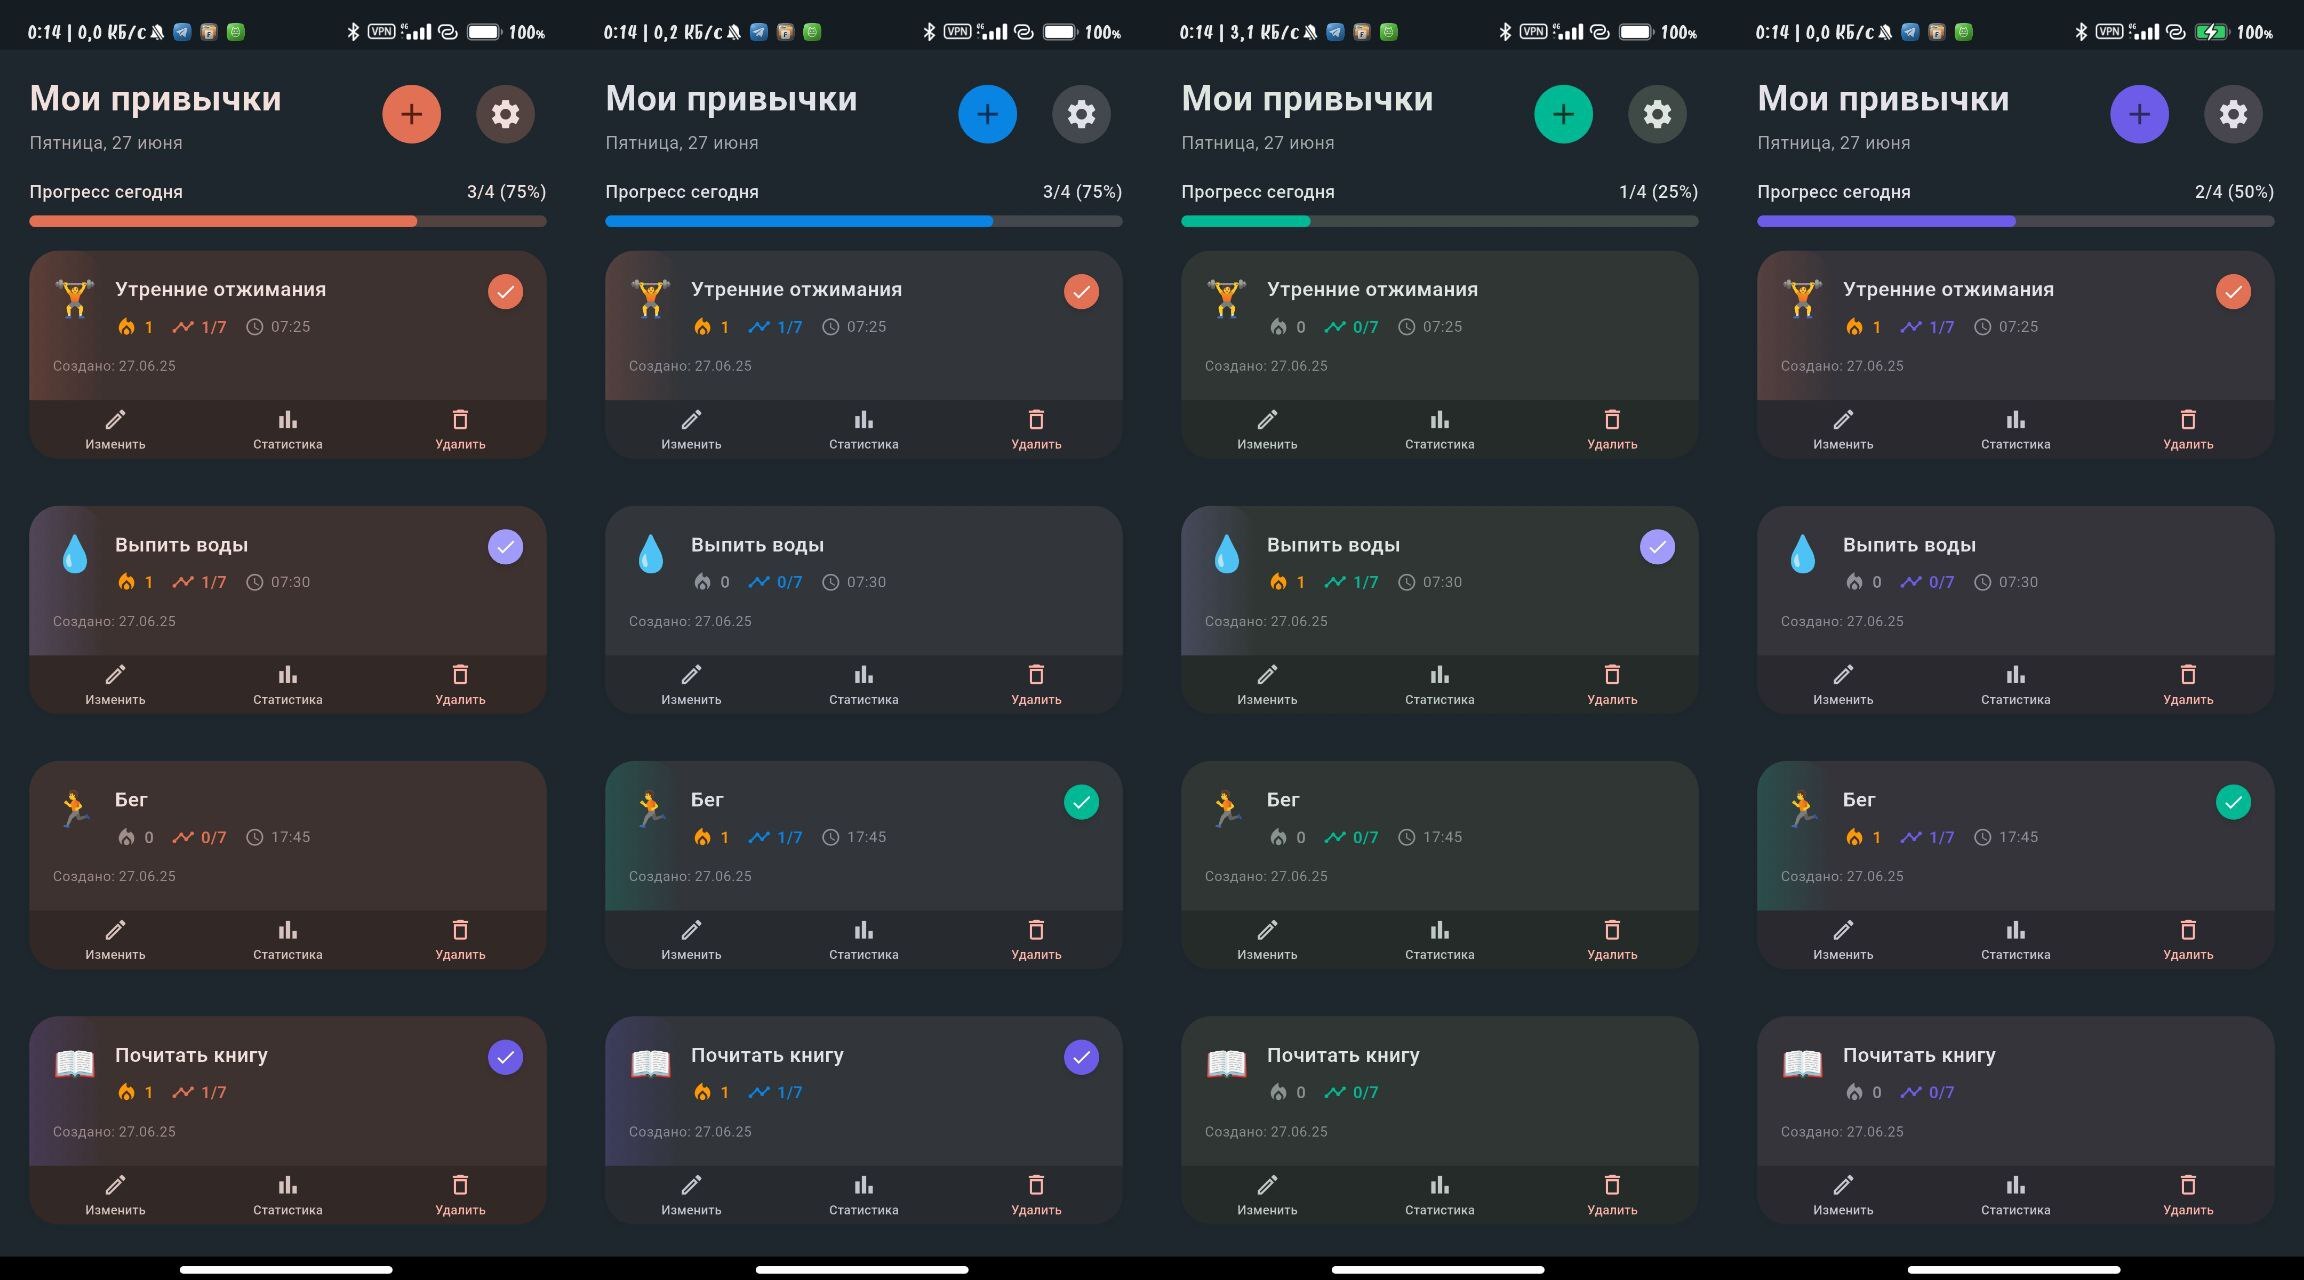 0:14 | 0,0 КБ/с VPN 100%
Мои привычки
Пятница, 27 июня
Прогресс сегодня 3/4 (75%)
Утренние отжимания
1 1/7 07:25
Создано: 27.06.25
Изменить Статистика Удалить
Выпить воды
1 1/7 07:30
Создано: 27.06.25
Изменить Статистика Удалить
Бег
0 0/7 17:45
Создано: 27.06.25
Изменить Статистика Удалить
Почитать книгу
1 1/7
Создано: 27.06.25
Изменить Статистика Удалить
0:14 | 0,2 КБ/с VPN 100%
Мои привычки
Пятница, 27 июня
Прогресс сегодня 3/4 (75%)
Утренние отжимания
1 1/7 07:25
Создано: 27.06.25
Изменить Статистика Удалить
Выпить воды
0 0/7 07:30
Создано: 27.06.25
Изменить Статистика Удалить
Бег
1 1/7 17:45
Создано: 27.06.25
Изменить Статистика Удалить
Почитать книгу
1 1/7
Создано: 27.06.25
Изменить Статистика Удалить
0:14 | 3,1 КБ/с VPN 100%
Мои привычки
Пятница, 27 июня
Прогресс сегодня 1/4 (25%)
Утренние отжимания
0 0/7 07:25
Создано: 27.06.25
Изменить Статистика Удалить
Выпить воды
1 1/7 07:30
Создано: 27.06.25
Изменить Статистика Удалить
Бег
0 0/7 17:45
Создано: 27.06.25
Изменить Статистика Удалить
Почитать книгу
0 0/7
Создано: 27.06.25
Изменить Статистика Удалить
0:14 | 0,0 КБ/с VPN 100%
Мои привычки
Пятница, 27 июня
Прогресс сегодня 2/4 (50%)
Утренние отжимания
1 1/7 07:25
Создано: 27.06.25
Изменить Статистика Удалить
Выпить воды
0 0/7 07:30
Создано: 27.06.25
Изменить Статистика Удалить
Бег
1 1/7 17:45
Создано: 27.06.25
Изменить Статистика Удалить
Почитать книгу
0 0/7
Создано: 27.06.25
Изменить Статистика Удалить